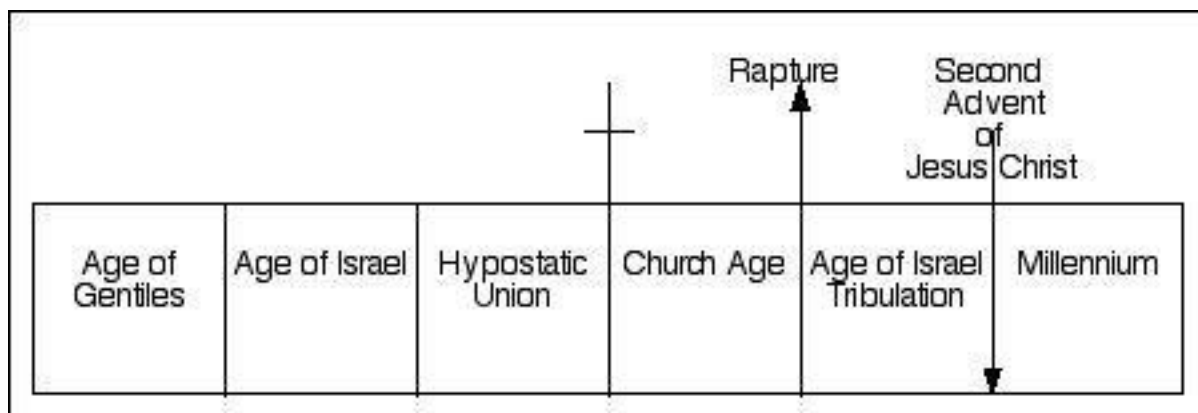 Rapture
Second
Advent
of
Jesus Christ
Age of
Gentiles
Age of Israel
Hypostatic
Union
Church Age
Age of Israel
Tribulation
Millennium